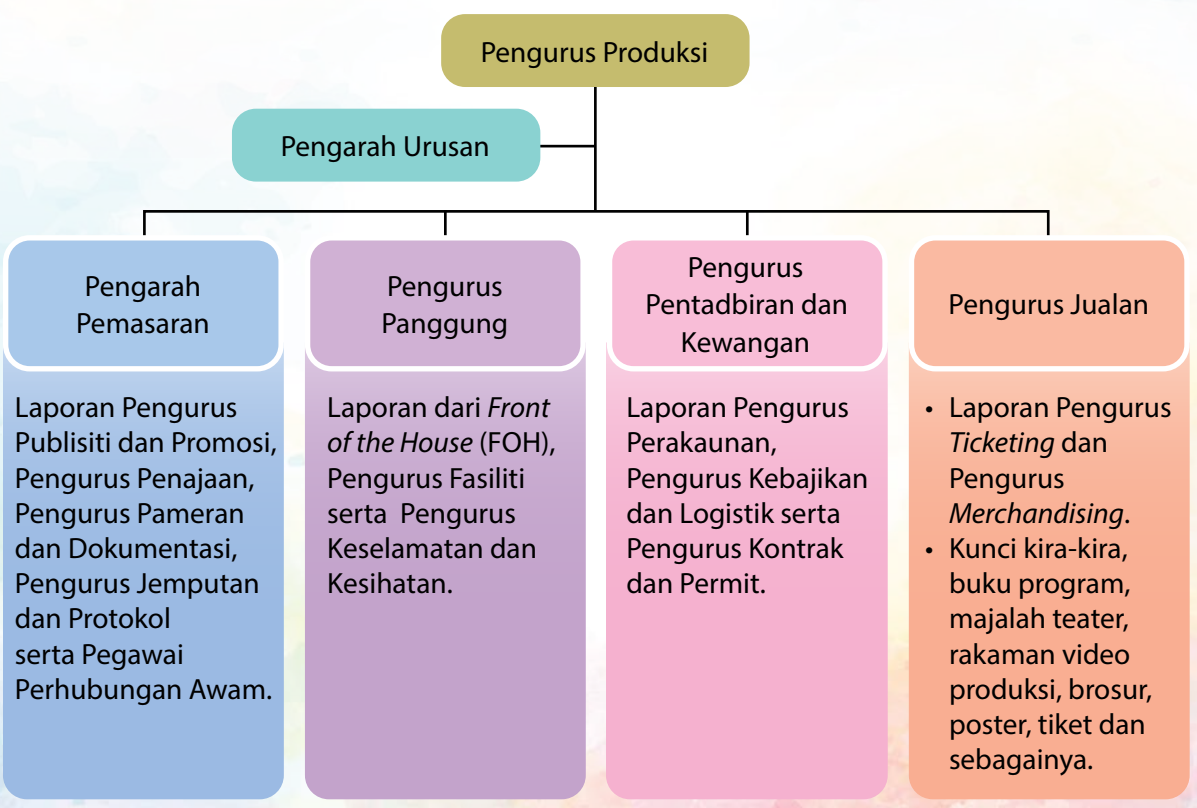 Pengurus Produksi
Pengarah Urusan
Pengarah
Pemasaran
Laporan Pengurus
Publisiti dan Promosi,
Pengurus Penajaan,
Pengurus Pameran
dan Dokumentasi,
Pengurus Jemputan
dan Protokol
serta Pegawai
Perhubungan Awam.
Pengurus
Panggung
Laporan dari Front
of the House (FOH),
Pengurus Fasiliti
serta Pengurus
Keselamatan dan
Kesihatan.
Pengurus
Pentadbiran dan
Kewangan
Laporan Pengurus
Perakaunan,
Pengurus Kebajikan
dan Logistik serta
Pengurus Kontrak
dan Permit.
Pengurus Jualan
• Laporan Pengurus
Ticketing dan
Pengurus
Merchandising.
• Kunci kira-kira,
buku program,
majalah teater,
rakaman video
produksi, brosur,
poster, tiket dan
sebagainya.